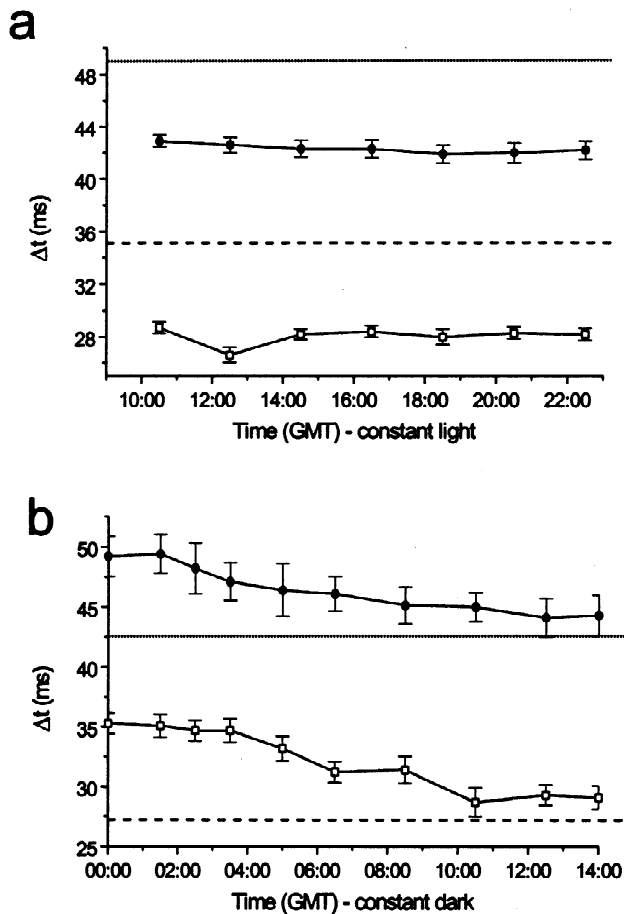 a
48
44
40
36
32
28
Δt (ms)
10:00 12:00 14:00 16:00 18:00 20:00 22:00
Time (GMT) - constant light
b
50
45
40
35
30
25
Δt (ms)
00:00 02:00 04:00 06:00 08:00 10:00 12:00 14:00
Time (GMT) - constant dark